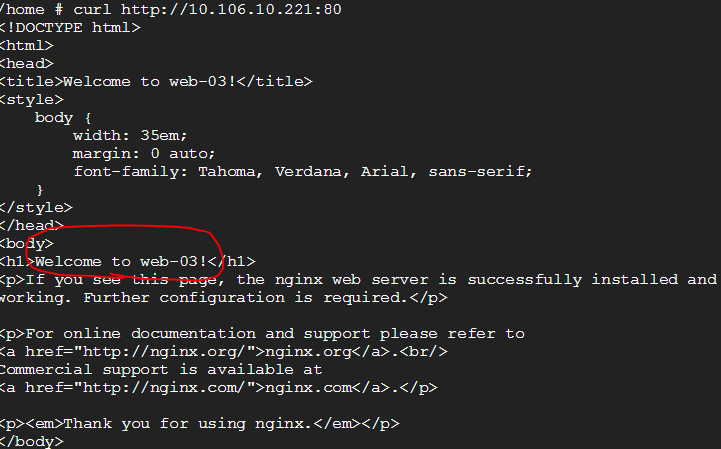 /home # curl http://10.106.10.221:80
<!DOCTYPE html>
<html>
<head>
<title>Welcome to web-03!</title>
<style>
    body {
        width: 35em;
        margin: 0 auto;
        font-family: Tahoma, Verdana, Arial, sans-serif;
    }
</style>
</head>
<body>
<h1>Welcome to web-03!</h1>
<p>If you see this page, the nginx web server is successfully installed and
working. Further configuration is required.</p>

<p>For online documentation and support please refer to
<a href="http://nginx.org/">nginx.org</a>.<br/>
Commercial support is available at
<a href="http://nginx.com/">nginx.com</a>.</p>

<p><em>Thank you for using nginx.</em></p>
</body>